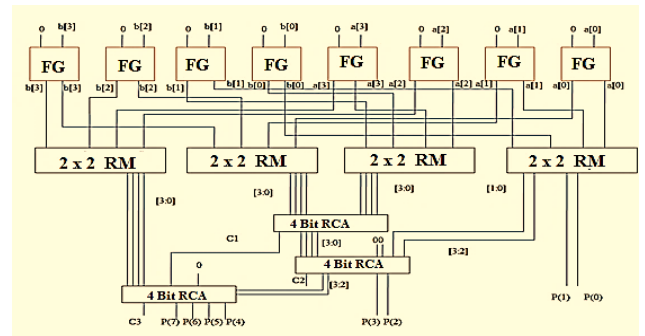 0 b[3] 0 b[2] 0 b[1] 0 b[0] 0 a[3] 0 a[2] 0 a[1] 0 a[0]
FG FG FG FG FG FG FG FG
b[3] b[3] b[2] b[2] b[1] b[1] b[0] b[0] a[3] a[3] a[2] a[2] a[1] a[1] a[0] a[0]
2 x 2 RM 2 x 2 RM 2 x 2 RM 2 x 2 RM
[3:0] [3:0] [3:0] [1:0]
4 Bit RCA
C1 [3:0] 00 [3:2]
0 4 Bit RCA
C2 [3:2]
4 Bit RCA
P(1) P(0)
C3 P(7) P(6) P(5) P(4) P(3) P(2)